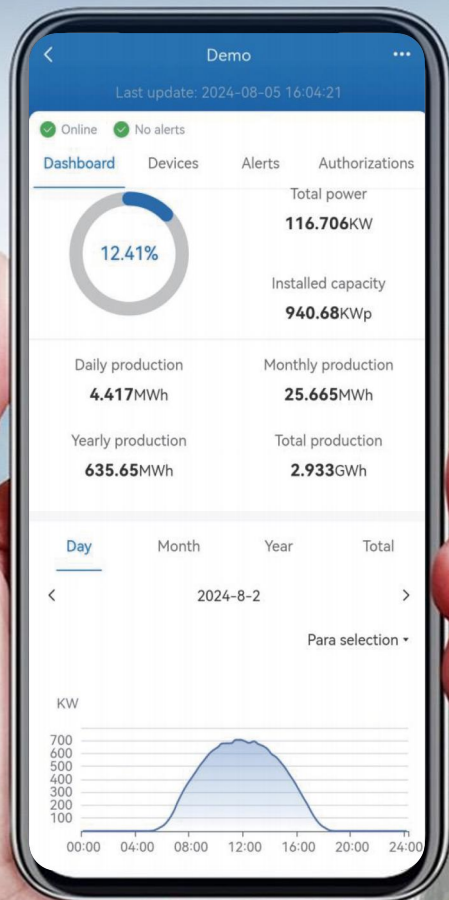 Demo
Last update: 2024-08-05 16:04:21
Online No alerts
Dashboard Devices Alerts Authorizations
12.41%
Total power
116.706KW
Installed capacity
940.68KWp
Daily production Monthly production
4.417MWh 25.665MWh
Yearly production Total production
635.65MWh 2.933GWh
Day Month Year Total
2024-8-2
Para selection
KW
700
600
500
400
300
200
100
00:00 04:00 08:00 12:00 16:00 20:00 24:00